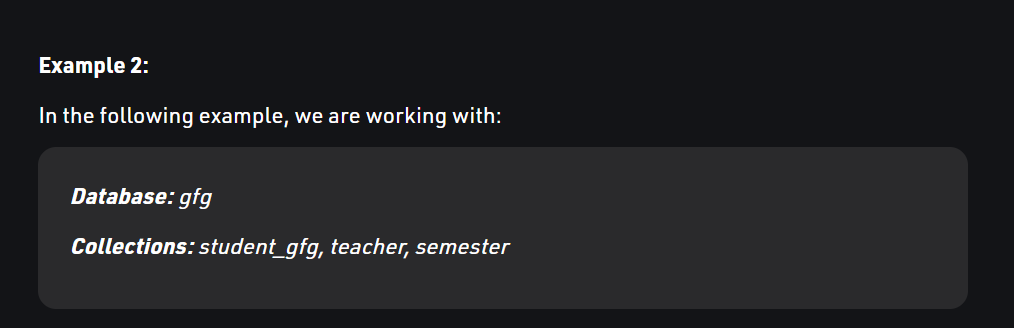 Example 2:
In the following example, we are working with:
Database: gfg
Collections: student_gfg, teacher, semester